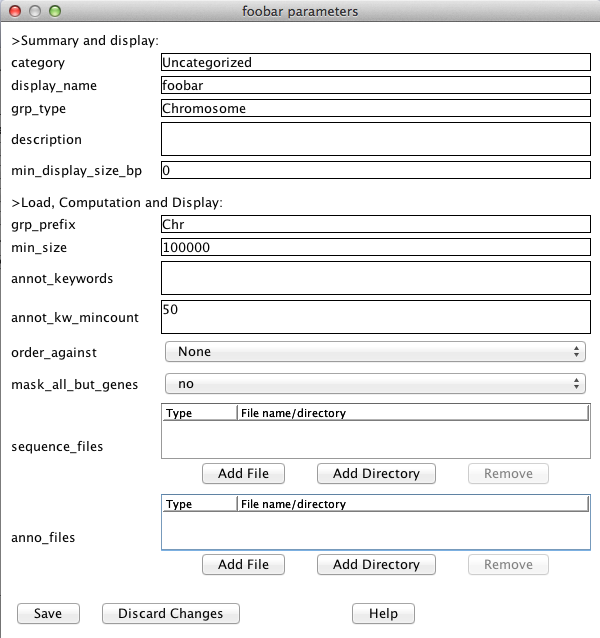 foobar parameters
>Summary and display:
category Uncategorized
display_name foobar
grp_type Chromosome
description
min_display_size_bp 0
>Load, Computation and Display:
grp_prefix Chr
min_size 100000
annot_keywords
annot_kw_mincount 50
order_against None
mask_all_but_genes no
Type File name/directory
sequence_files
Add File Add Directory Remove
Type File name/directory
anno_files
Add File Add Directory Remove
Save Discard Changes Help